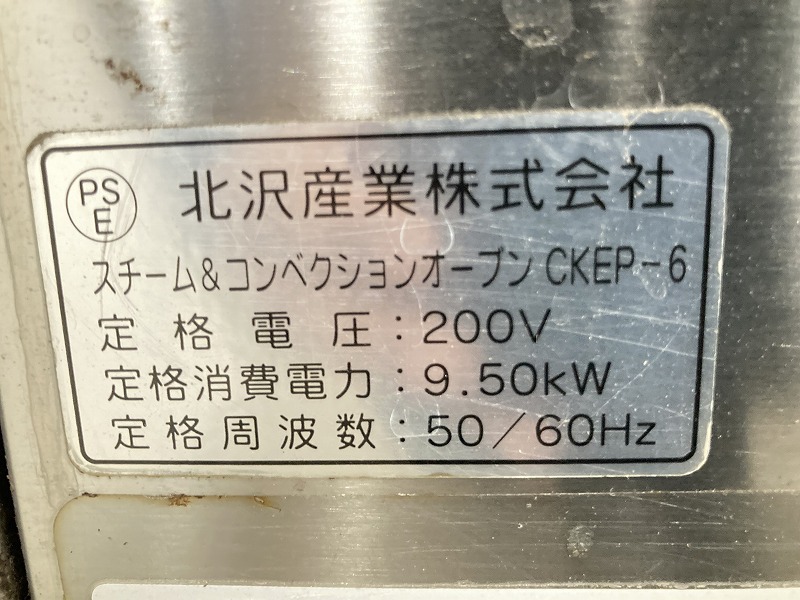 PS
E
北沢産業株式会社
スチーム&コンベクションオーブン CKEP-6
定格電圧:200V
定格消費電力:9.50kW
定格周波数:50/60Hz